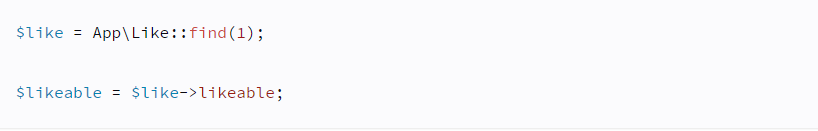 $like = App\Like::find(1);
$likeable = $like->likeable;